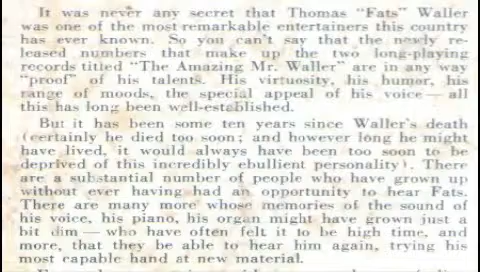 It was never any secret that Thomas "Fats" Waller
was one of the most remarkable entertainers this country
has ever known. So you can't say that the newly re-
leased numbers that make up the two long-playing
records titled "The Amazing Mr. Waller" are in any way
"proof" of his talents. His virtuosity, his humor, his
range of moods, the special appeal of his voice — all
this has long been well-established.
But it has been some ten years since Waller's death
(certainly he died too soon; and however long he might
have lived, it would always have been too soon to be
deprived of this incredibly ebullient personality). There
are a substantial number of people who have grown up
without ever having had an opportunity to hear Fats.
There are many more whose memories of the sound of
his voice, his piano, his organ might have grown just a
bit dim — who have often felt it to be high time, and
more, that they be able to hear him again, trying his
most capable hand at new material.